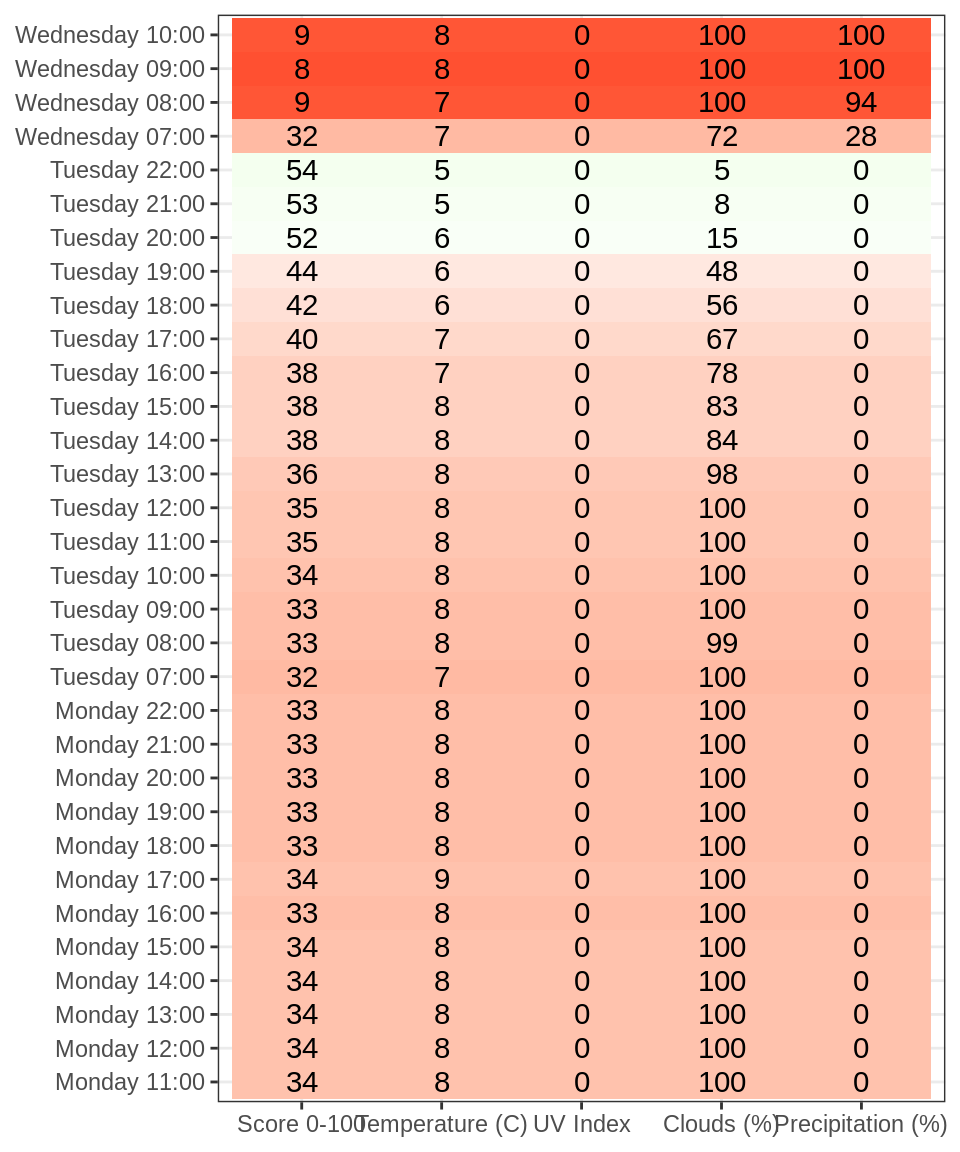 Wednesday 10:00 9 8 0 100 100
Wednesday 09:00 8 8 0 100 100
Wednesday 08:00 9 7 0 100 94
Wednesday 07:00 32 7 0 72 28
Tuesday 22:00 54 5 0 5 0
Tuesday 21:00 53 5 0 8 0
Tuesday 20:00 52 6 0 15 0
Tuesday 19:00 44 6 0 48 0
Tuesday 18:00 42 6 0 56 0
Tuesday 17:00 40 7 0 67 0
Tuesday 16:00 38 7 0 78 0
Tuesday 15:00 38 8 0 83 0
Tuesday 14:00 38 8 0 84 0
Tuesday 13:00 36 8 0 98 0
Tuesday 12:00 35 8 0 100 0
Tuesday 11:00 35 8 0 100 0
Tuesday 10:00 34 8 0 100 0
Tuesday 09:00 33 8 0 100 0
Tuesday 08:00 33 8 0 99 0
Tuesday 07:00 32 7 0 100 0
Monday 22:00 33 8 0 100 0
Monday 21:00 33 8 0 100 0
Monday 20:00 33 8 0 100 0
Monday 19:00 33 8 0 100 0
Monday 18:00 33 8 0 100 0
Monday 17:00 34 9 0 100 0
Monday 16:00 33 8 0 100 0
Monday 15:00 34 8 0 100 0
Monday 14:00 34 8 0 100 0
Monday 13:00 34 8 0 100 0
Monday 12:00 34 8 0 100 0
Monday 11:00 34 8 0 100 0
Score 0-100 Temperature (C) UV Index Clouds (%) Precipitation (%)